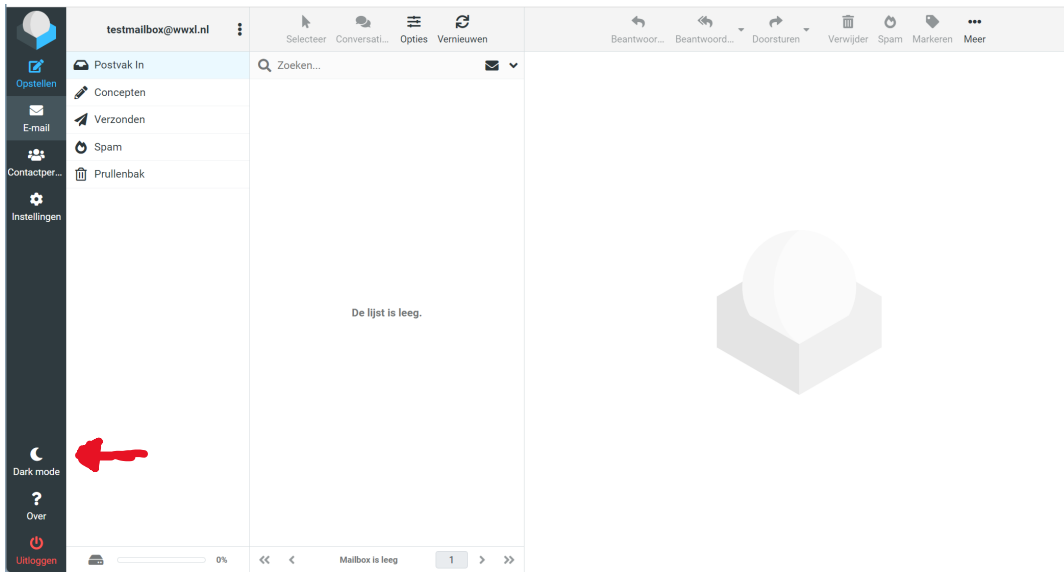 testmailbox@wwxl.nl
Opstellen
E-mail
Contactper...
Instellingen
Dark mode
Over
Uitloggen
Postvak In
Concepten
Verzonden
Spam
Prullenbak
0%
Selecteer Conversati... Opties Vernieuwen
Zoeken...
De lijst is leeg.
Mailbox is leeg 1
Beantwoor... Beantwoord... Doorsturen Verwijder Spam Markeren Meer